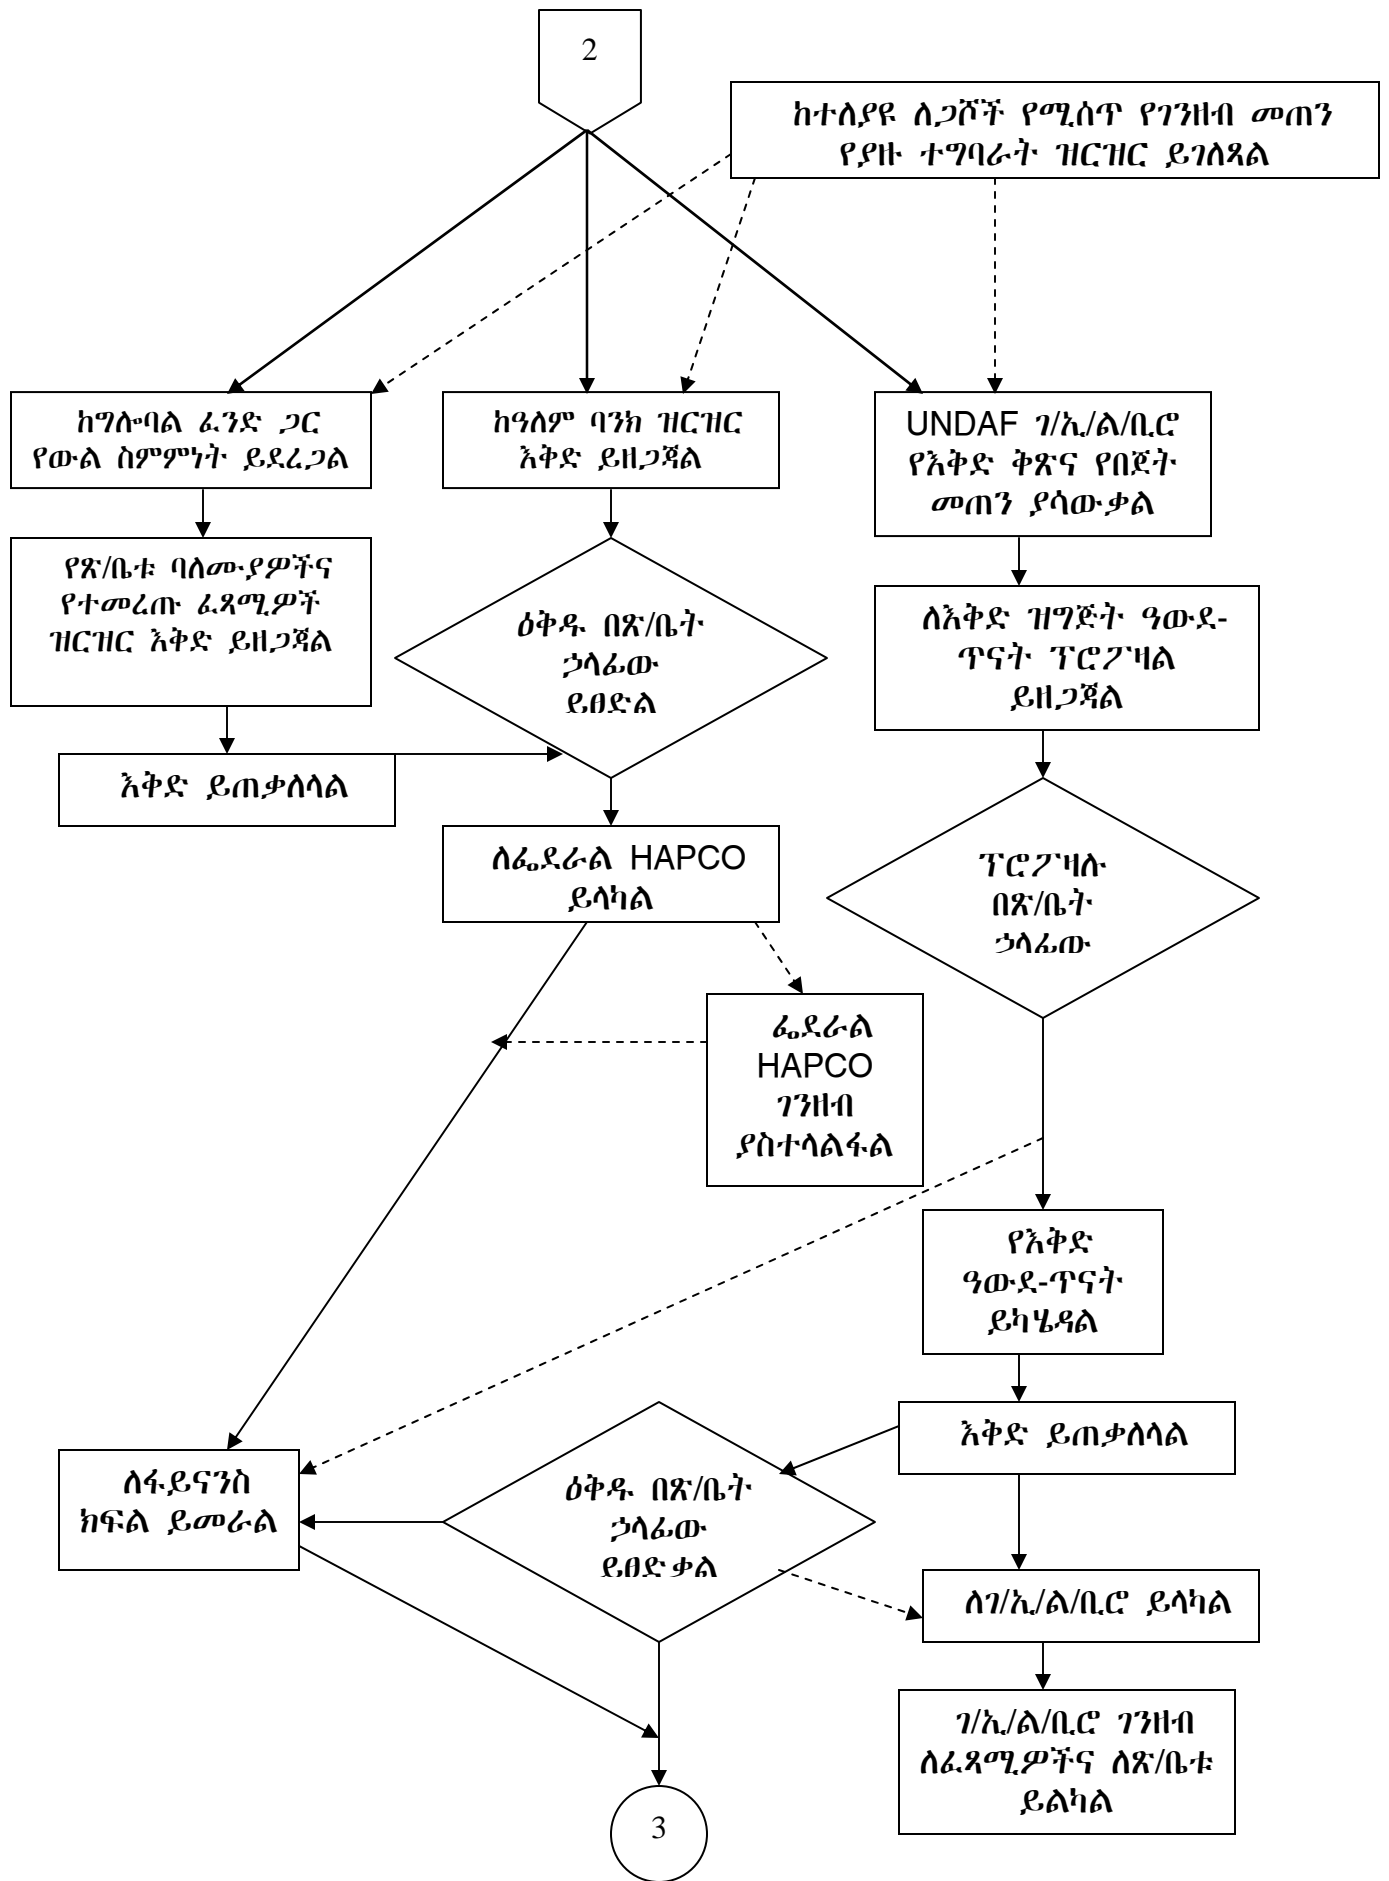 2
ከተለያዩ ለጋሾች የሚሰጥ የገንዘብ መጠን
የያዙ ተግባራት ዝርዝር ይገለጻል
ከግሎባል ፈንድ ጋር
የውል ስምምነት ይደረጋል
ከዓለም ባንክ ዝርዝር
እቅድ ይዘጋጃል
UNDAF ገ/ኢ/ል/ቢሮ
የእቅድ ቅጽና የበጀት
መጠን ያሳውቃል
የጽ/ቤቱ ባለሙያዎችና
የተመረጡ ፈጻሚዎች
ዝርዝር እቅድ ይዘጋጃል
ዕቅዱ በጽ/ቤት
ኃላፊው
ይፀድል
ለእቅድ ዝግጅት ዓውደ-
ጥናት ፕሮፖዛል
ይዘጋጃል
እቅድ ይጠቃለላል
ለፌደራል HAPCO
ይላካል
ፕሮፖዛሉ
በጽ/ቤት
ኃላፊው
ፌደራል
HAPCO
ገንዘብ
ያስተላልፋል
የእቅድ
ዓውደ-ጥናት
ይካሄዳል
እቅድ ይጠቃለላል
ለፋይናንስ
ክፍል ይመራል
ዕቅዱ በጽ/ቤት
ኃላፊው
ይፀድቃል
ለገ/ኢ/ል/ቢሮ ይላካል
ገ/ኢ/ል/ቢሮ ገንዘብ
ለፈጻሚዎችና ለጽ/ቤቱ
ይልካል
3